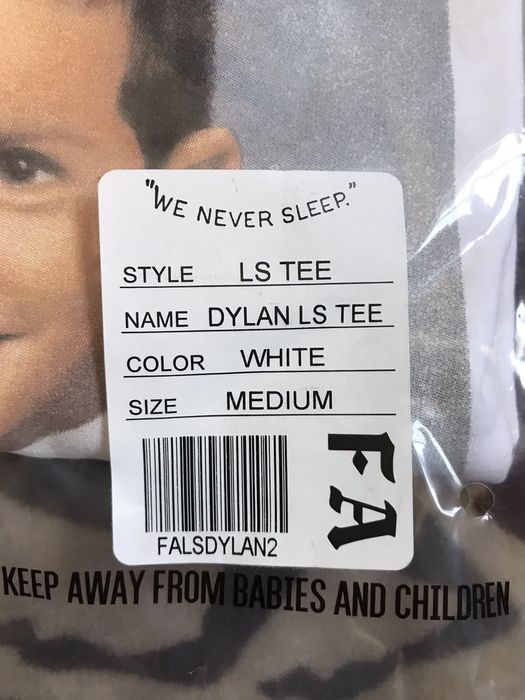 "WE NEVER SLEEP."
STYLE LS TEE
NAME DYLAN LS TEE
COLOR WHITE
SIZE MEDIUM
FA
FALSDYLAN2
KEEP AWAY FROM BABIES AND CHILDREN